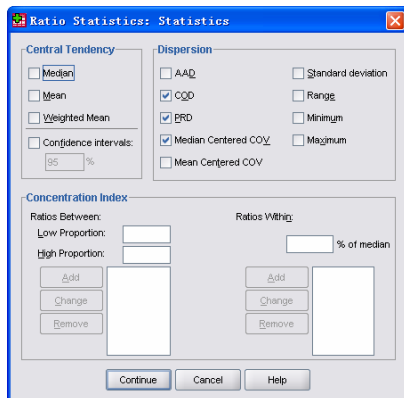 Ratio Statistics: Statistics
Central Tendency
Median
Mean
Weighted Mean
Confidence intervals:
95 %
Dispersion
AAD
COD
PRD
Median Centered COV
Mean Centered COV
Standard deviation
Range
Minimum
Maximum
Concentration Index
Ratios Between:
Low Proportion:
High Proportion:
Add
Change
Remove
Ratios Within:
% of median
Add
Change
Remove
Continue
Cancel
Help